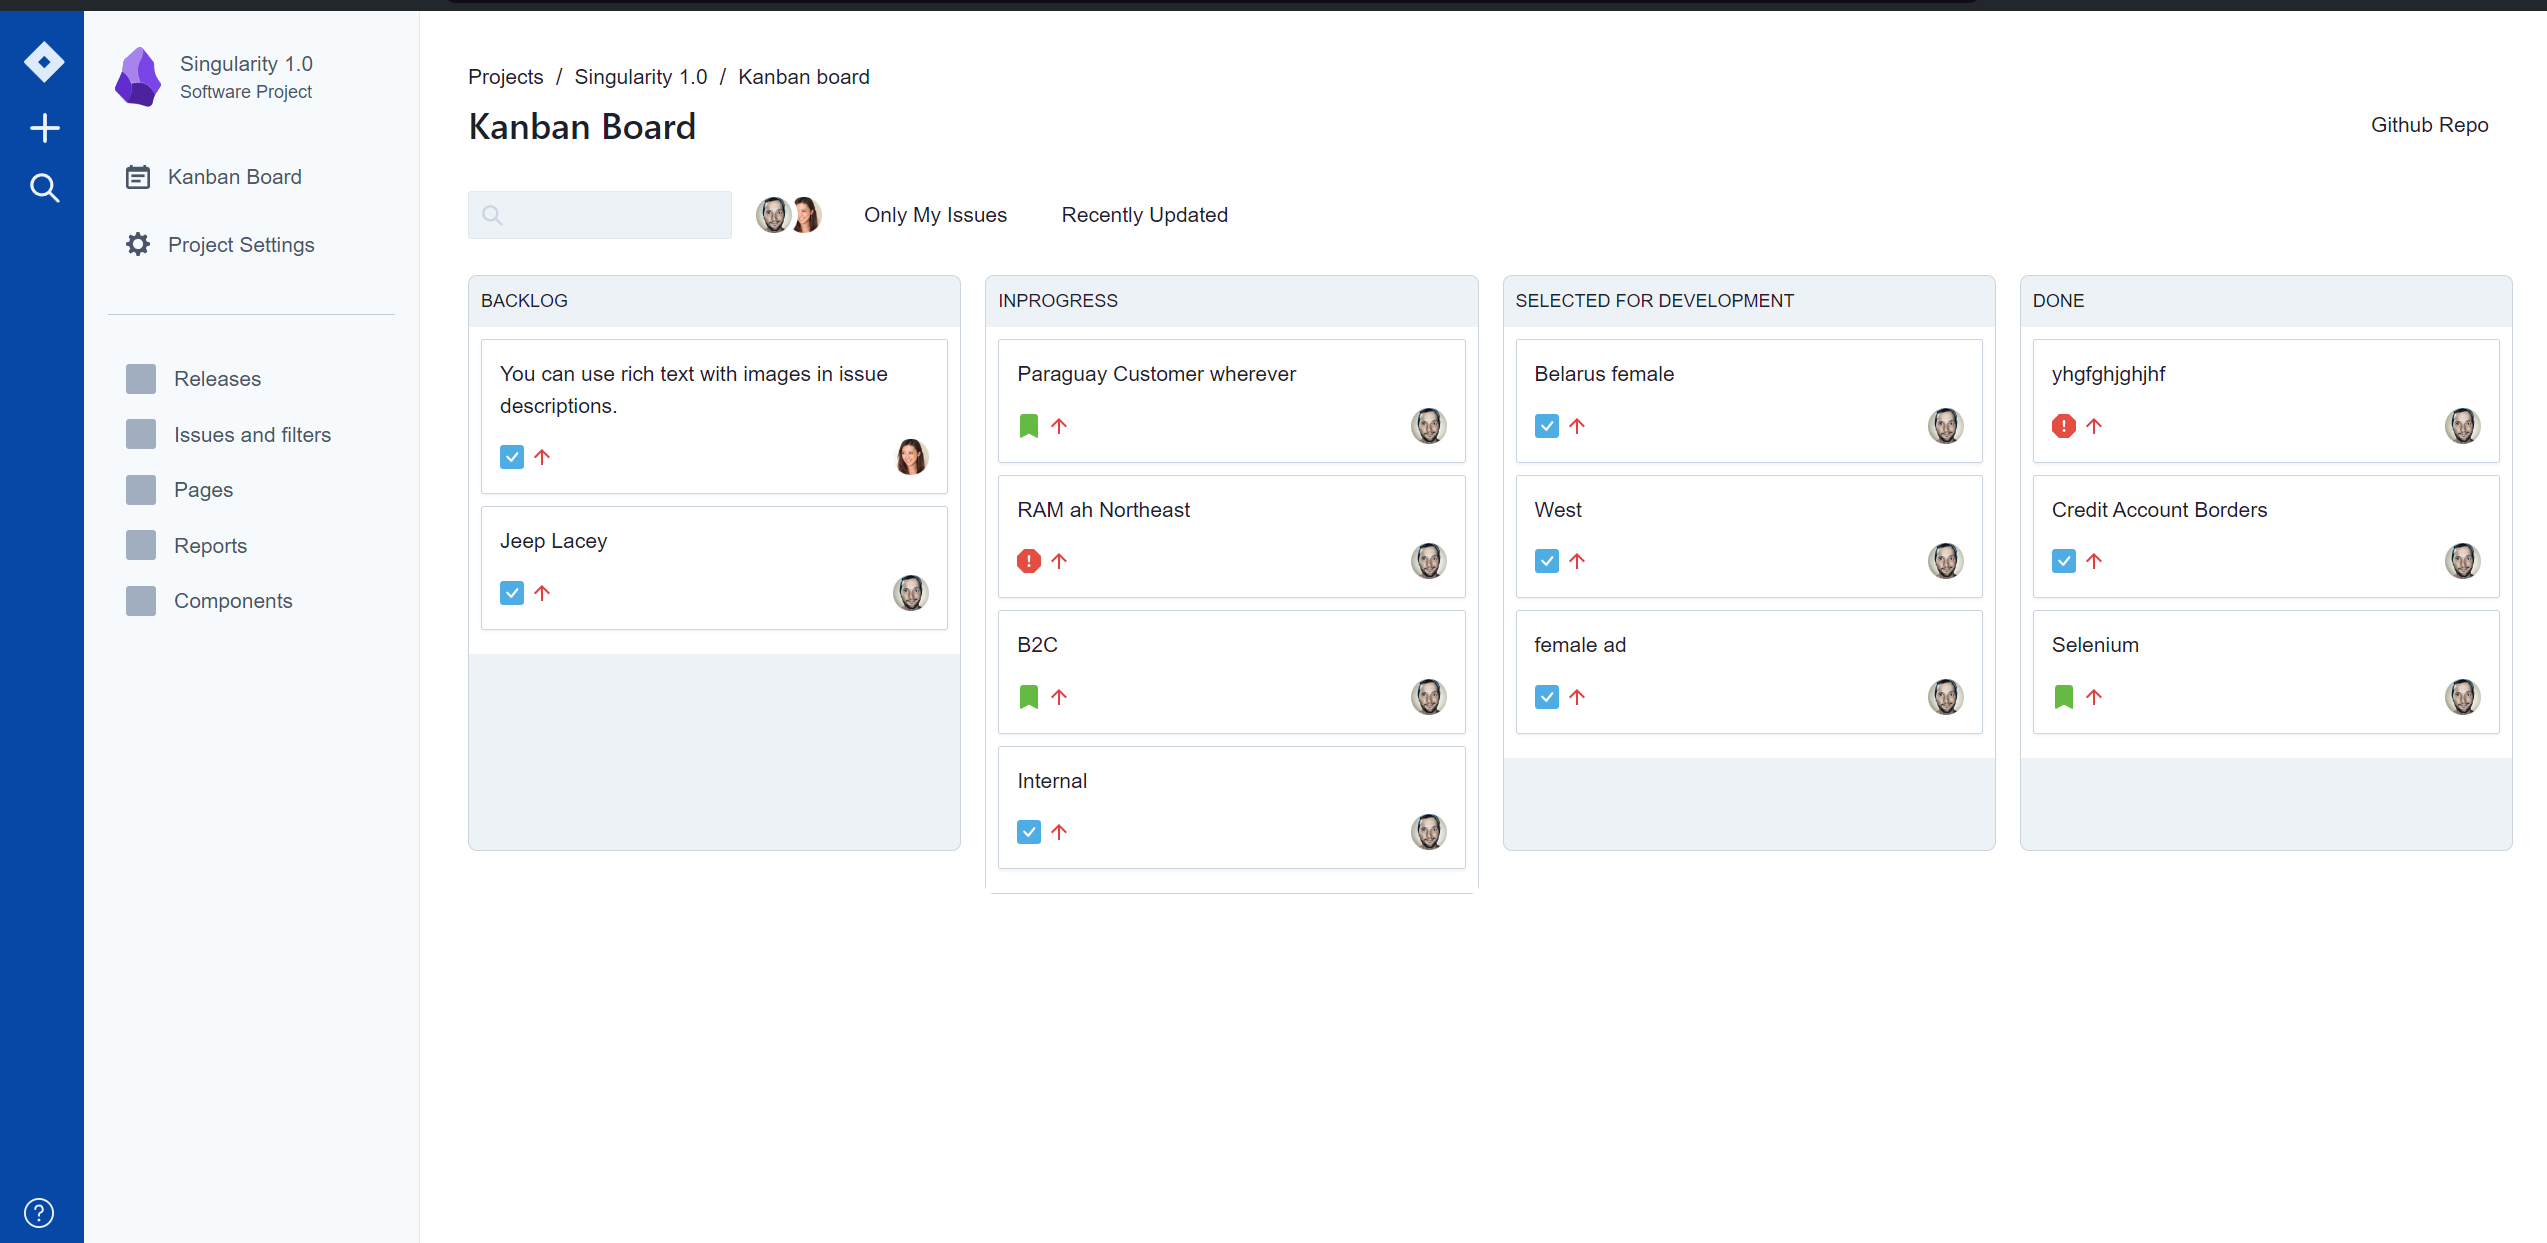 Singularity 1.0
Software Project
Kanban Board
Project Settings
Releases
Issues and filters
Pages
Reports
Components
Projects / Singularity 1.0 / Kanban board
Kanban Board
Github Repo
Only My Issues
Recently Updated
BACKLOG
You can use rich text with images in issue
descriptions.
Jeep Lacey
INPROGRESS
Paraguay Customer wherever
RAM ah Northeast
B2C
Internal
SELECTED FOR DEVELOPMENT
Belarus female
West
female ad
DONE
yhgfghjghjhf
Credit Account Borders
Selenium